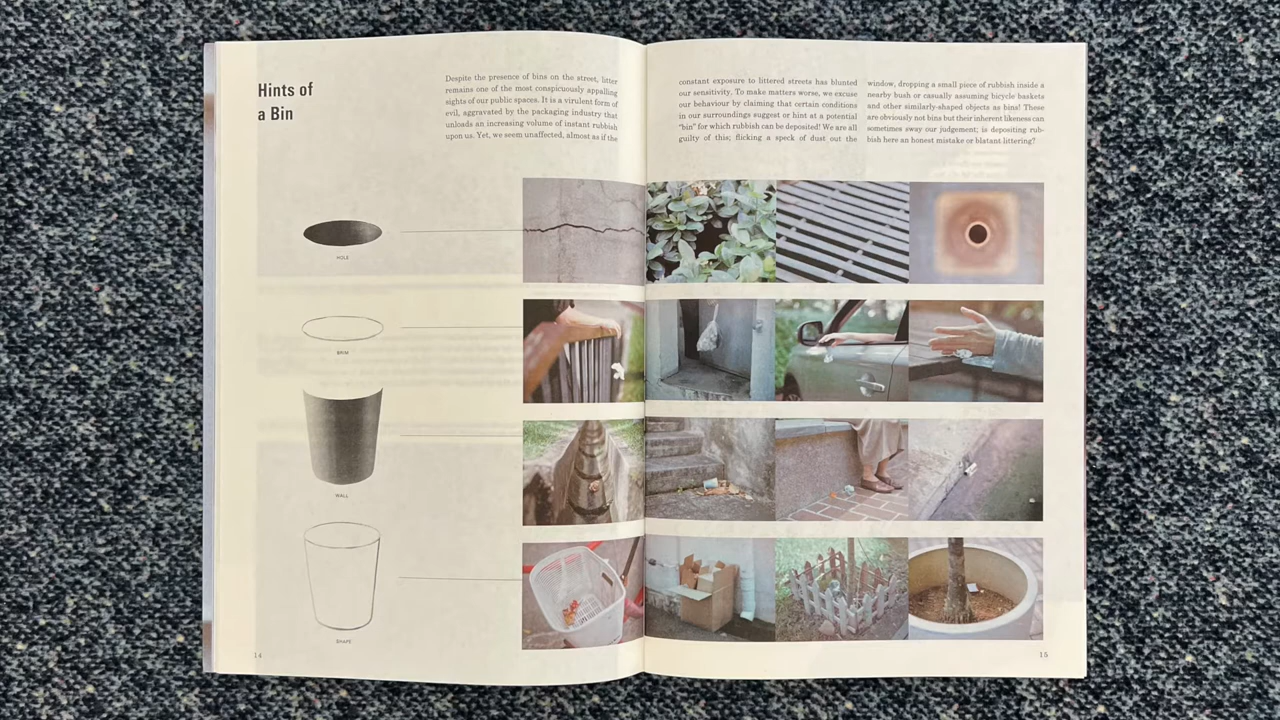 Hints of
a Bin
Despite the presence of bins on the street, litter
remains one of the most conspicuously appalling
sights of our public spaces. It is a virulent form of
evil, aggravated by the packaging industry that
unloads an increasing volume of instant rubbish
upon us. Yet, we seem unaffected, almost as if the
constant exposure to littered streets has blunted
our sensitivity. To make matters worse, we excuse
our behaviour by claiming that certain conditions
in our surroundings suggest or hint at a potential
"bin" for which rubbish can be deposited! We are all
guilty of this; flicking a speck of dust out the
window, dropping a small piece of rubbish inside a
nearby bush or casually assuming bicycle baskets
and other similarly-shaped objects as bins! These
are obviously not bins but their inherent likeness can
sometimes sway our judgement; is depositing rub-
bish here an honest mistake or blatant littering?
HOLE
BRIM
WALL
SHAPE
14
15